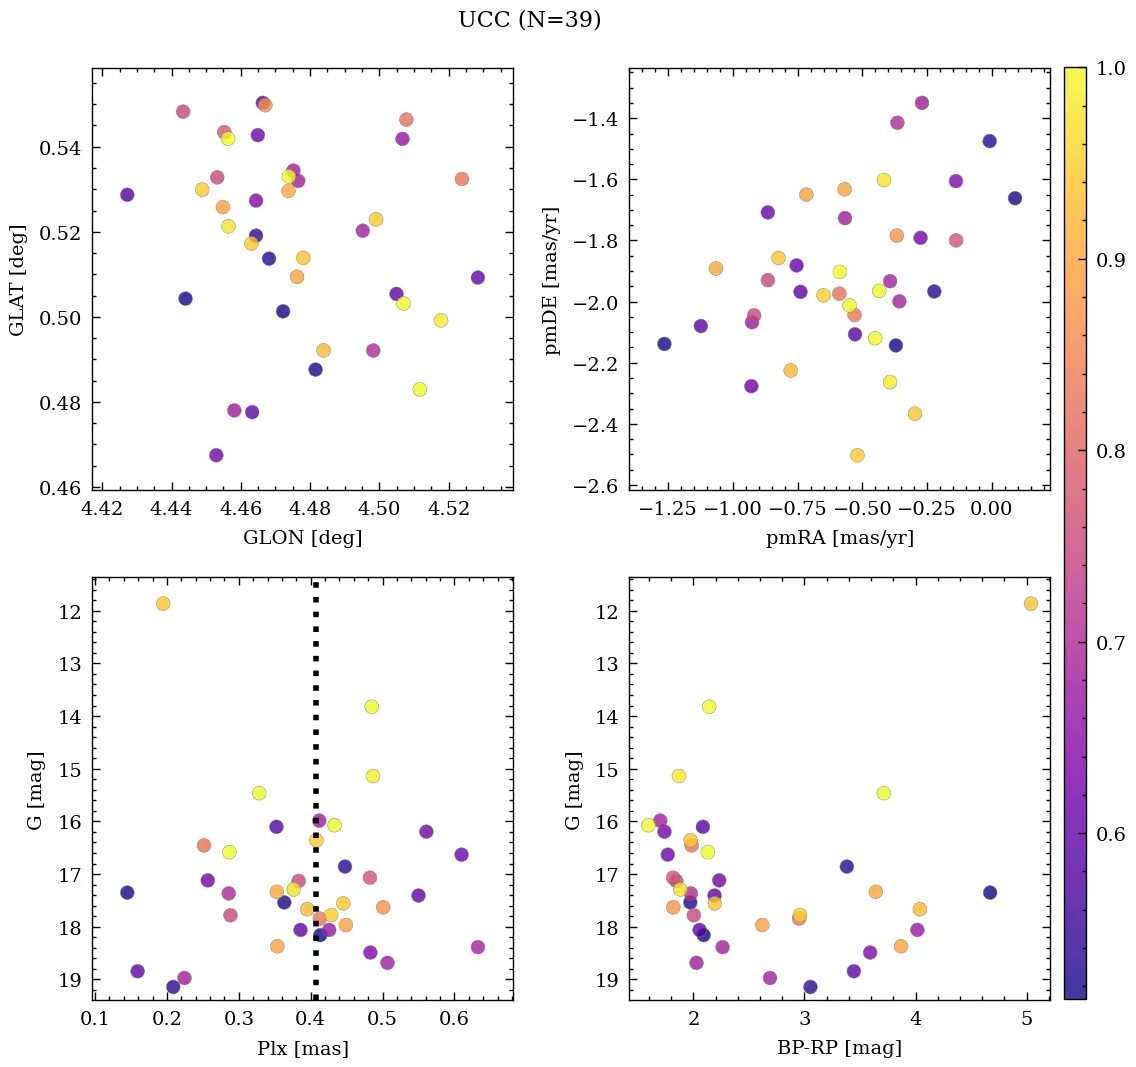 UCC (N=39)
0.54
0.52
0.50
0.48
0.46
GLAT [deg]
4.42 4.44 4.46 4.48 4.50 4.52
GLON [deg]
−1.4
−1.6
−1.8
−2.0
−2.2
−2.4
−2.6
pmDE [mas/yr]
−1.25 −1.00 −0.75 −0.50 −0.25 0.00
pmRA [mas/yr]
12
13
14
15
16
17
18
19
G [mag]
0.1 0.2 0.3 0.4 0.5 0.6
Plx [mas]
12
13
14
15
16
17
18
19
G [mag]
2 3 4 5
BP-RP [mag]
1.0
0.9
0.8
0.7
0.6